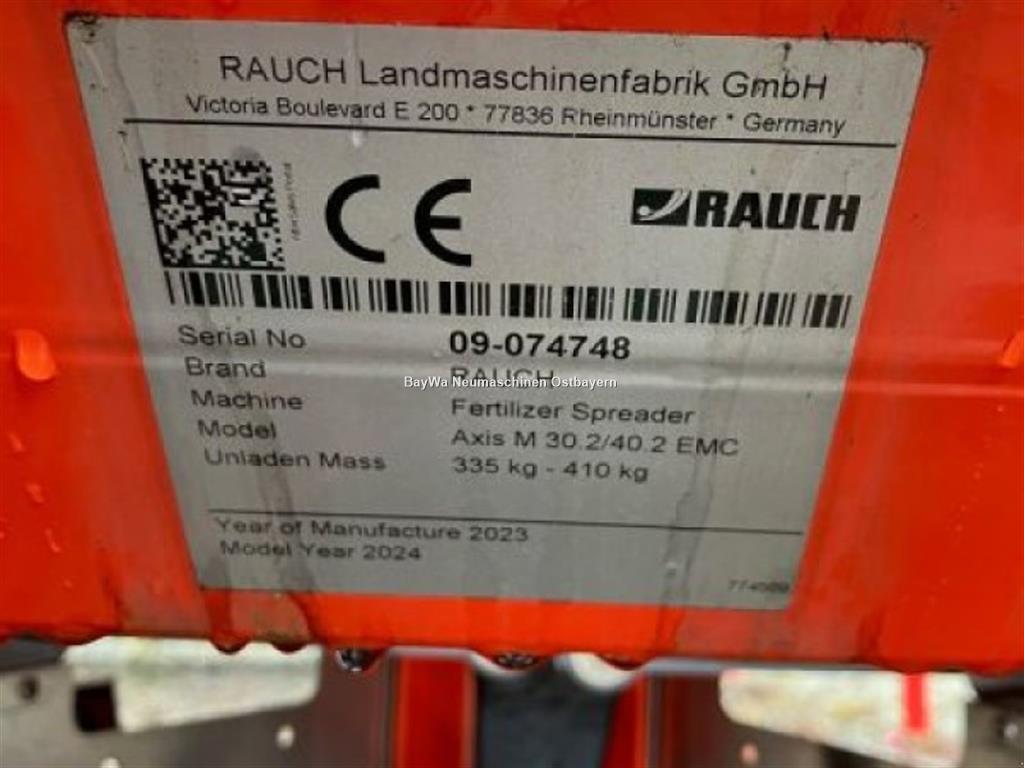 RAUCH Landmaschinenfabrik GmbH
Victoria Boulevard E 200 * 77836 Rheinmünster * Germany
CE
RAUCH
Serial No 09-074748
Brand RAUCH
BayWa Neumaschinen Ostbayern
Machine Fertilizer Spreader
Model Axis M 30.2/40.2 EMC
Unladen Mass 335 kg - 410 kg
Year of Manufacture 2023
Model Year 2024